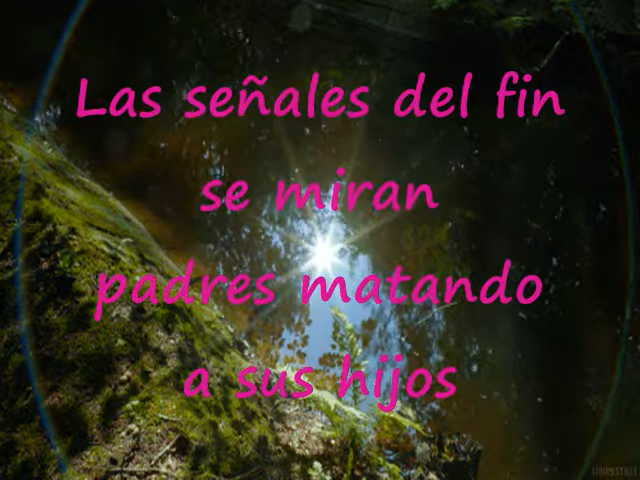 Las señales del fin
se miran
padres matando
a sus hijos